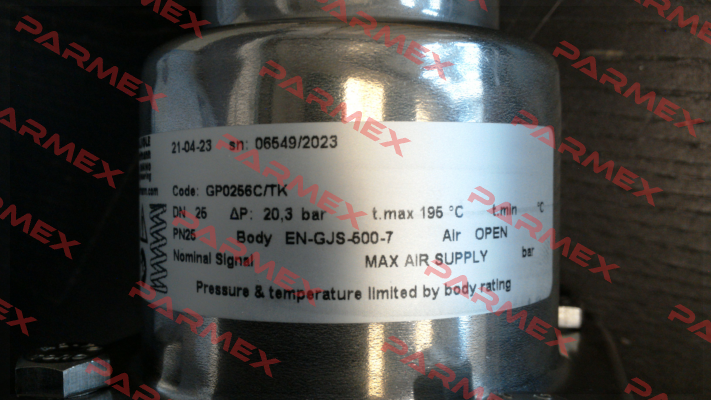 21-04-23 sn: 06549/2023
Code: GP0256C/TK
DN 25 ΔP: 20,3 bar t.max 195 °C t.min °C
PN25 Body EN-GJS-500-7 Air OPEN
Nominal Signal MAX AIR SUPPLY bar
Pressure & temperature limited by body rating
PARMEX